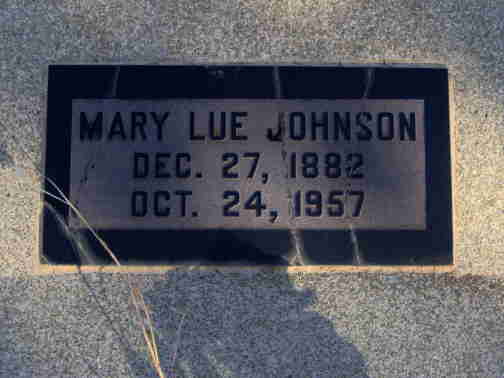 MARY LUE JOHNSON
DEC. 27, 1882
OCT. 24, 1957